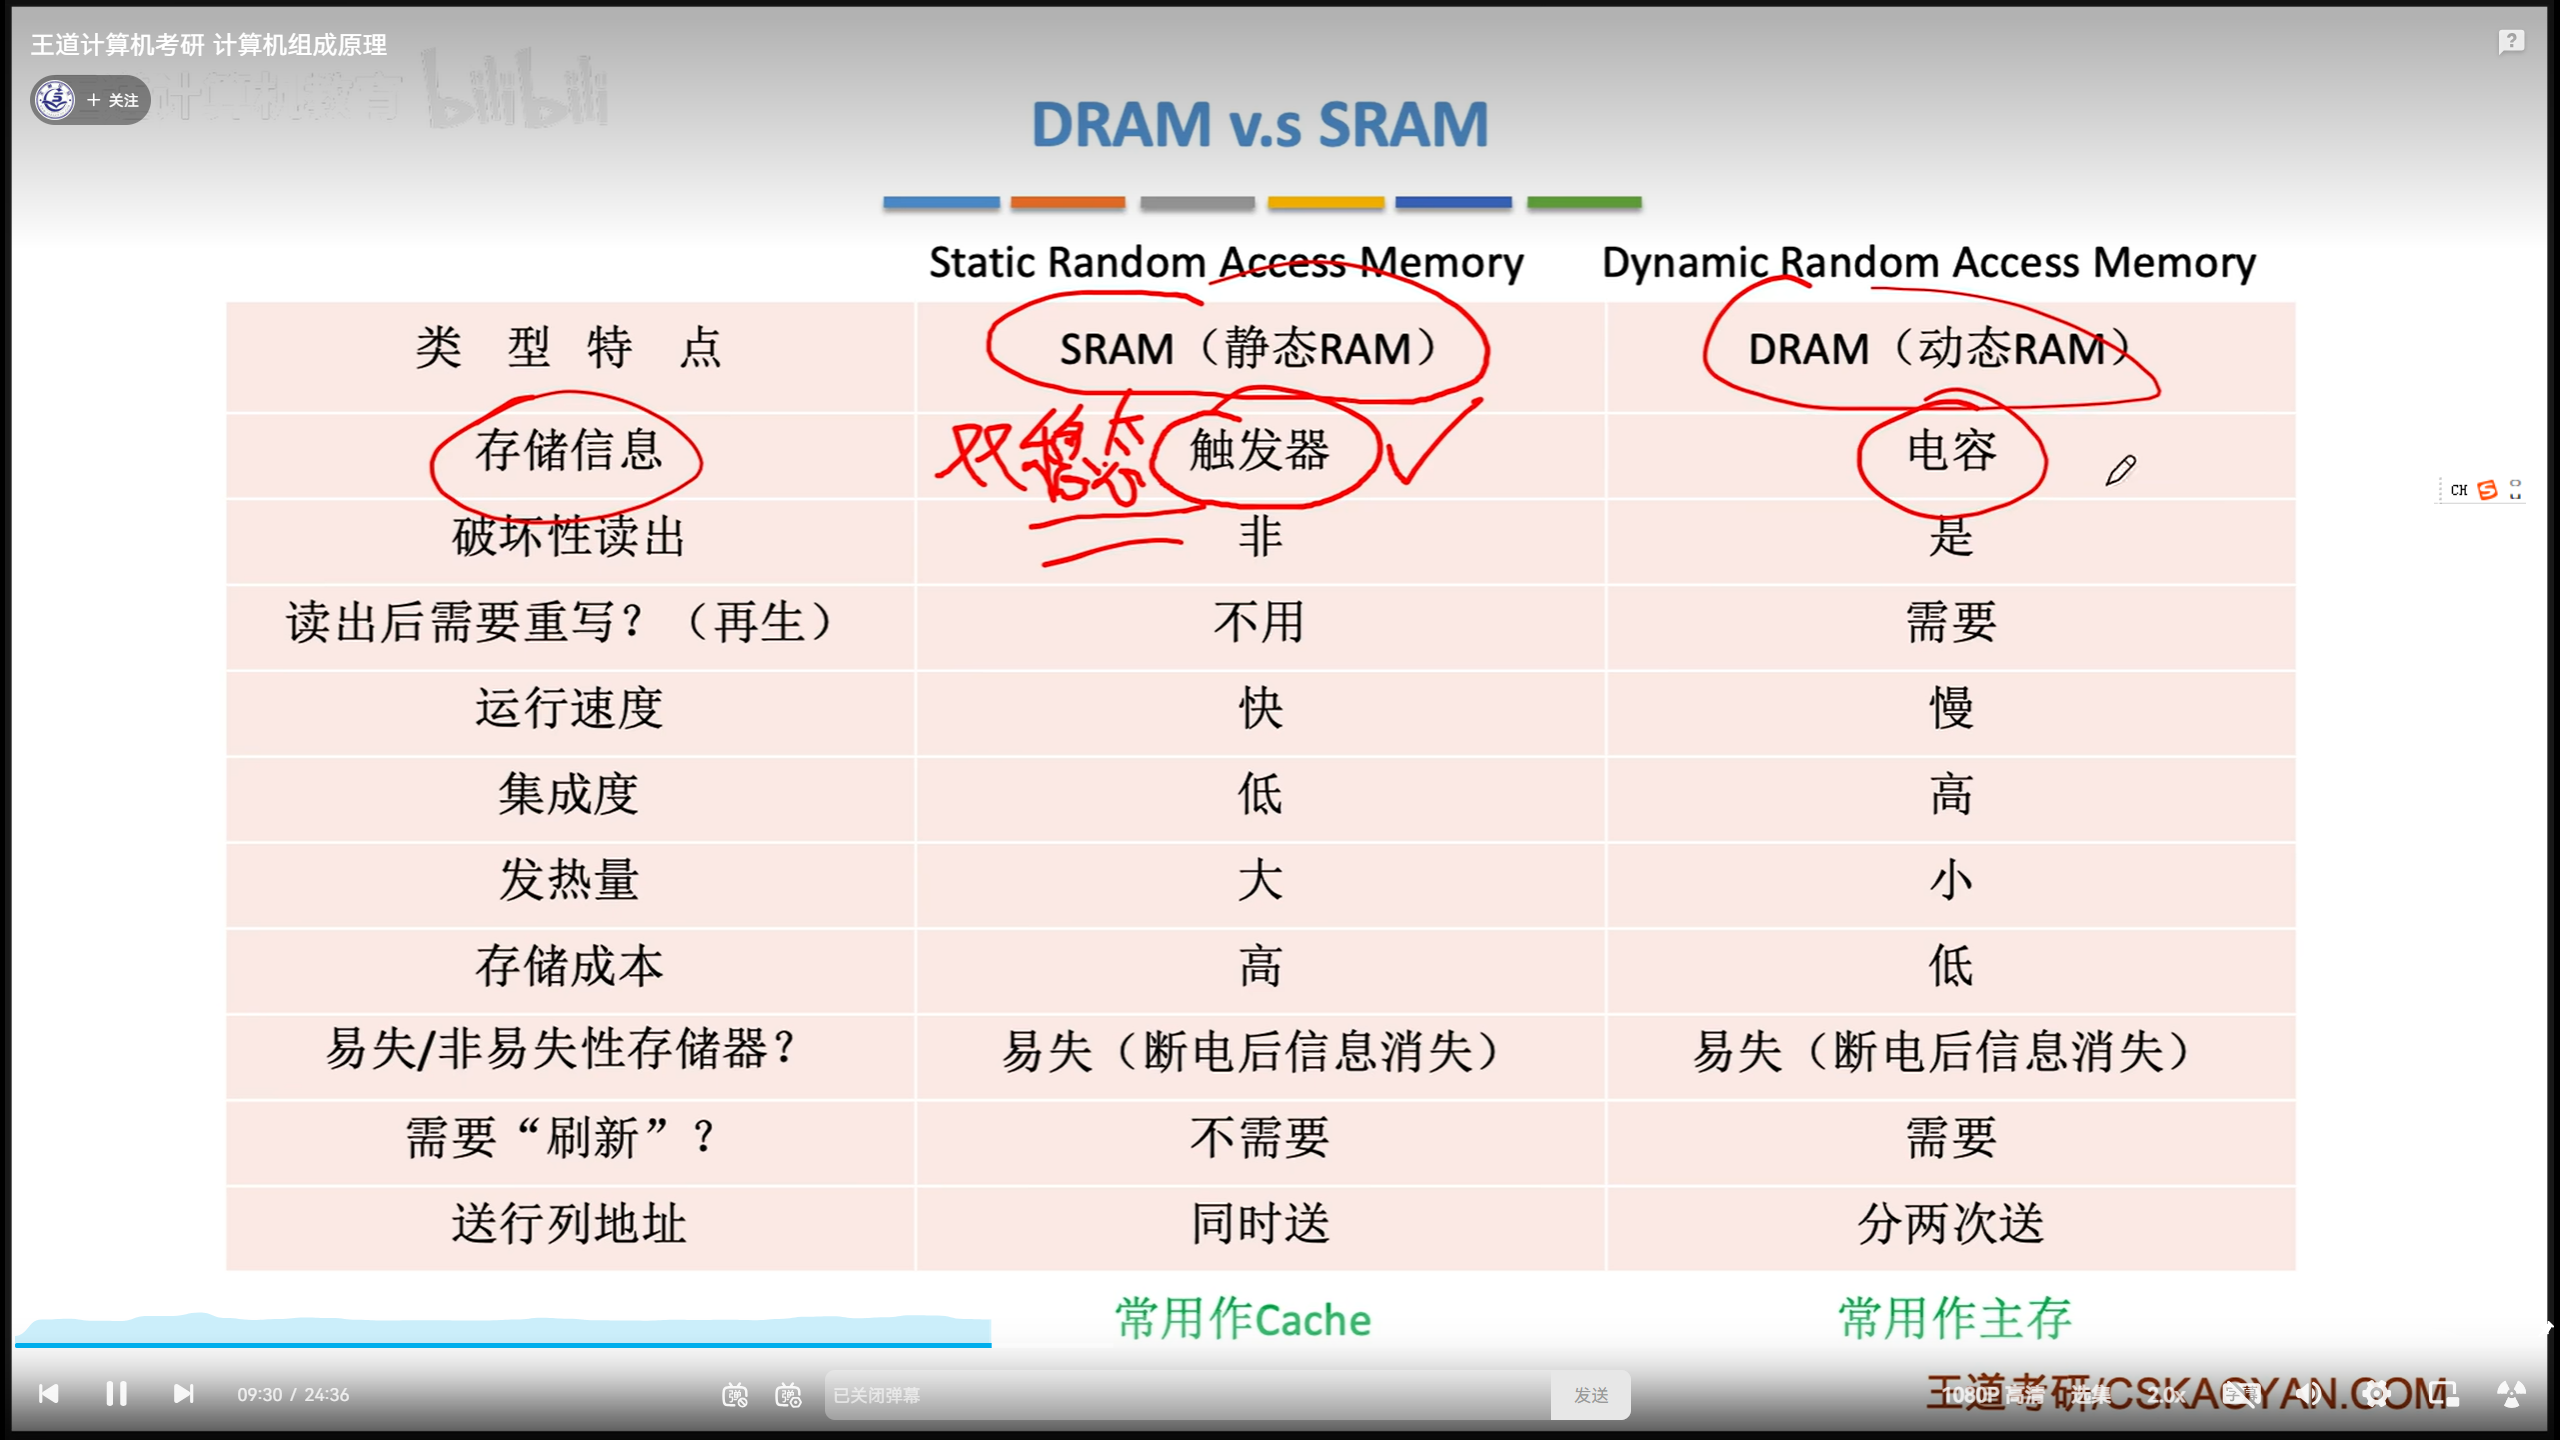 王道计算机考研 计算机组成原理
+ 关注
计算机教育 bilibili
DRAM v.s SRAM
Static Random Access Memory Dynamic Random Access Memory
类 型 特 点 SRAM（静态RAM） DRAM（动态RAM）
存储信息 双稳态 触发器 电容
破坏性读出 非 是
读出后需要重写？（再生） 不用 需要
运行速度 快 慢
集成度 低 高
发热量 大 小
存储成本 高 低
易失/非易失性存储器？ 易失（断电后信息消失） 易失（断电后信息消失）
需要“刷新”？ 不需要 需要
送行列地址 同时送 分两次送
常用作Cache 常用作主存
CH
王道考研/CSKAOYAN.COM
09:30 / 24:36 已关闭弹幕 发送 1080P 高清 选集 2.0x 字幕